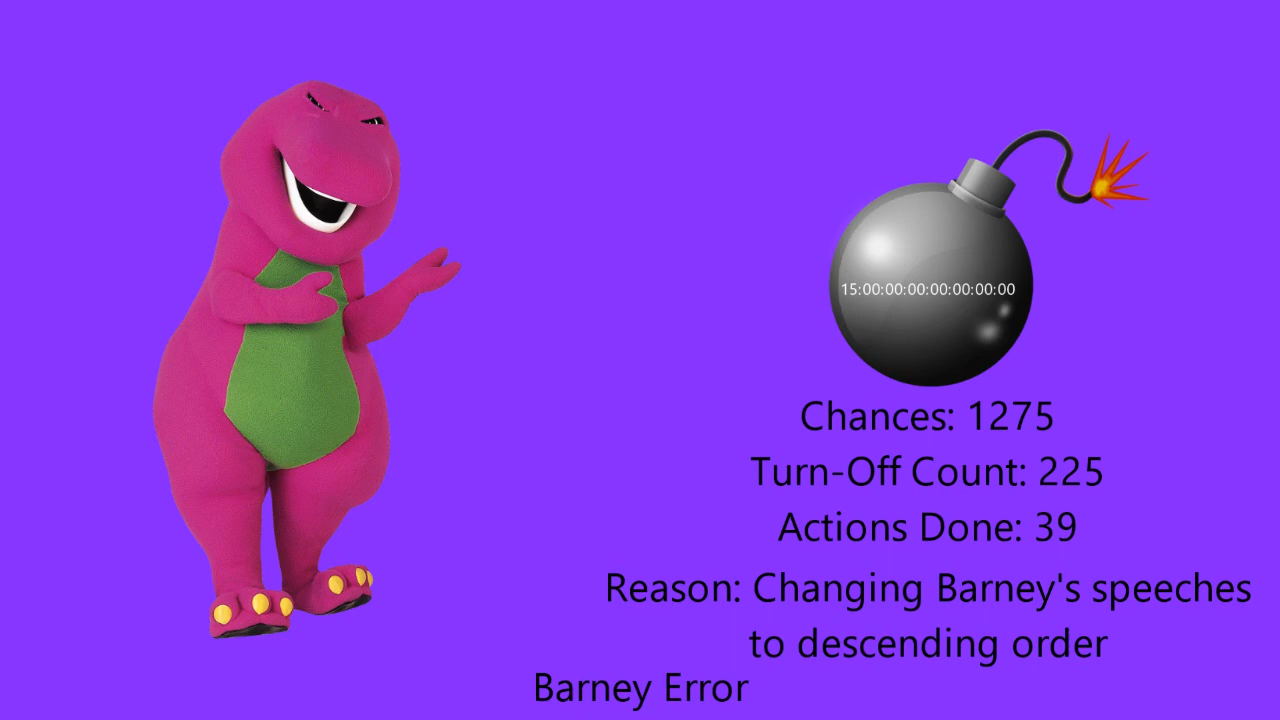 15:00:00:00:00:00:00:00
Chances: 1275
Turn-Off Count: 225
Actions Done: 39
Reason: Changing Barney's speeches
to descending order
Barney Error